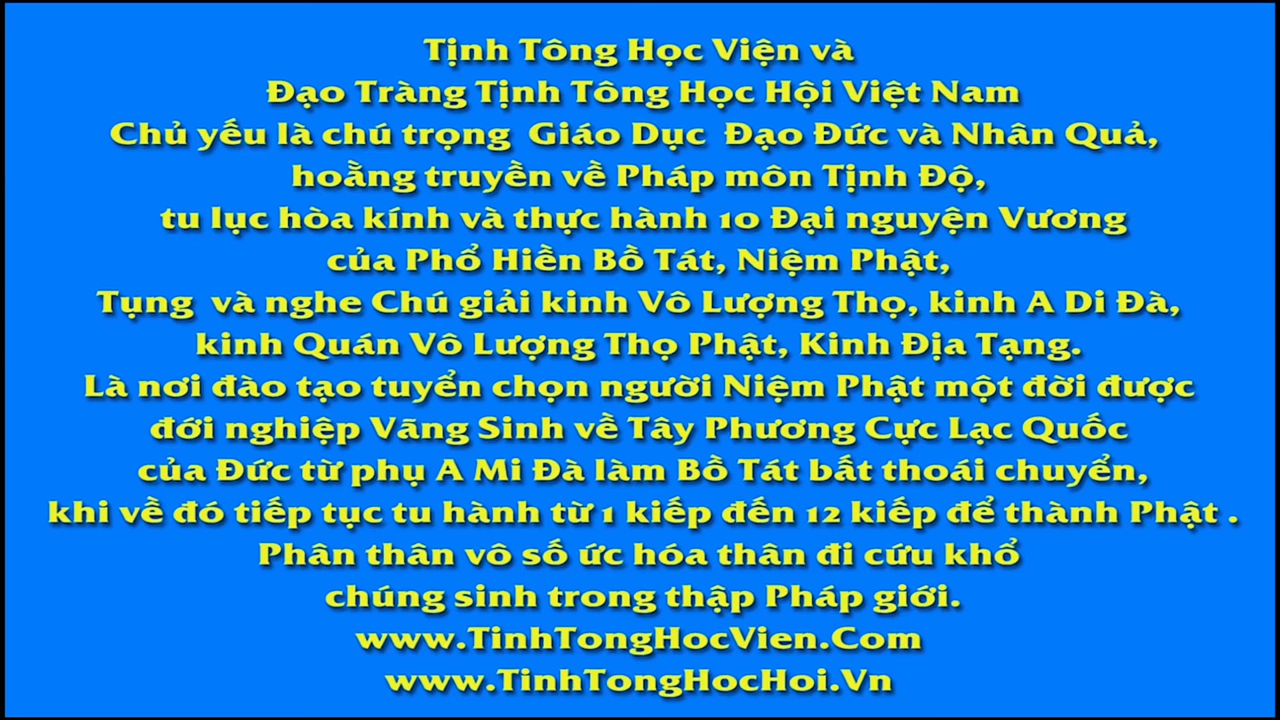 Tịnh Tông Học Viện và
Đạo Tràng Tịnh Tông Học Hội Việt Nam
Chủ yếu là chú trọng Giáo Dục Đạo Đức và Nhân Quả,
hoằng truyền về Pháp môn Tịnh Độ,
tu lục hòa kính và thực hành 10 Đại nguyện Vương
của Phổ Hiền Bồ Tát, Niệm Phật,
Tụng và nghe Chú giải kinh Vô Lượng Thọ, kinh A Di Đà,
kinh Quán Vô Lượng Thọ Phật, Kinh Địa Tạng.
Là nơi đào tạo tuyển chọn người Niệm Phật một đời được
đới nghiệp Vãng Sinh về Tây Phương Cực Lạc Quốc
của Đức từ phụ A Mi Đà làm Bồ Tát bất thoái chuyển,
khi về đó tiếp tục tu hành từ 1 kiếp đến 12 kiếp để thành Phật .
Phân thân vô số ức hóa thân đi cứu khổ
chúng sinh trong thập Pháp giới.
www.TinhTongHocVien.Com
www.TinhTongHocHoi.Vn